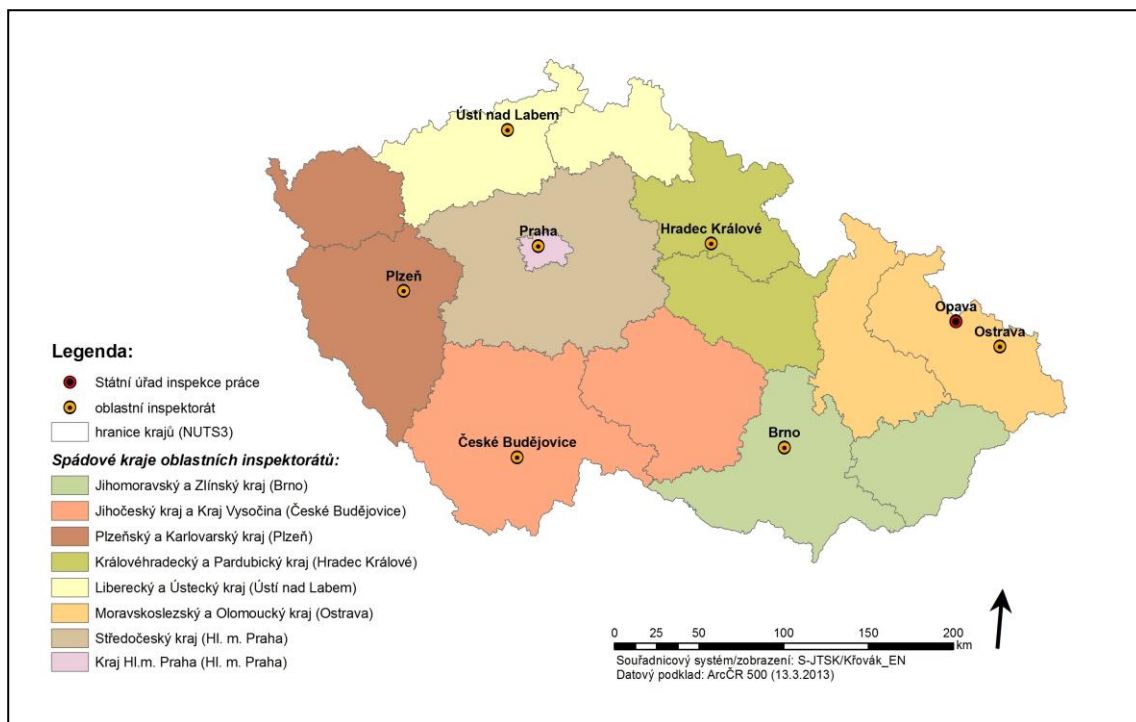 Ústí nad Labem
Praha
Hradec Králové
Plzeň
Opava
Ostrava
České Budějovice
Brno
Legenda:
Státní úřad inspekce práce
oblastní inspektorát
hranice krajů (NUTS3)
Spádové kraje oblastních inspektorátů:
Jihomoravský a Zlínský kraj (Brno)
Jihočeský kraj a Kraj Vysočina (České Budějovice)
Plzeňský a Karlovarský kraj (Plzeň)
Královéhradecký a Pardubický kraj (Hradec Králové)
Liberecký a Ústecký kraj (Ústí nad Labem)
Moravskoslezský a Olomoucký kraj (Ostrava)
Středočeský kraj (Hl. m. Praha)
Kraj Hl.m. Praha (Hl. m. Praha)
0 25 50 100 150 200
km
Souřadnicový systém/zobrazení: S-JTSK/Křovák_EN
Datový podklad: ArcČR 500 (13.3.2013)